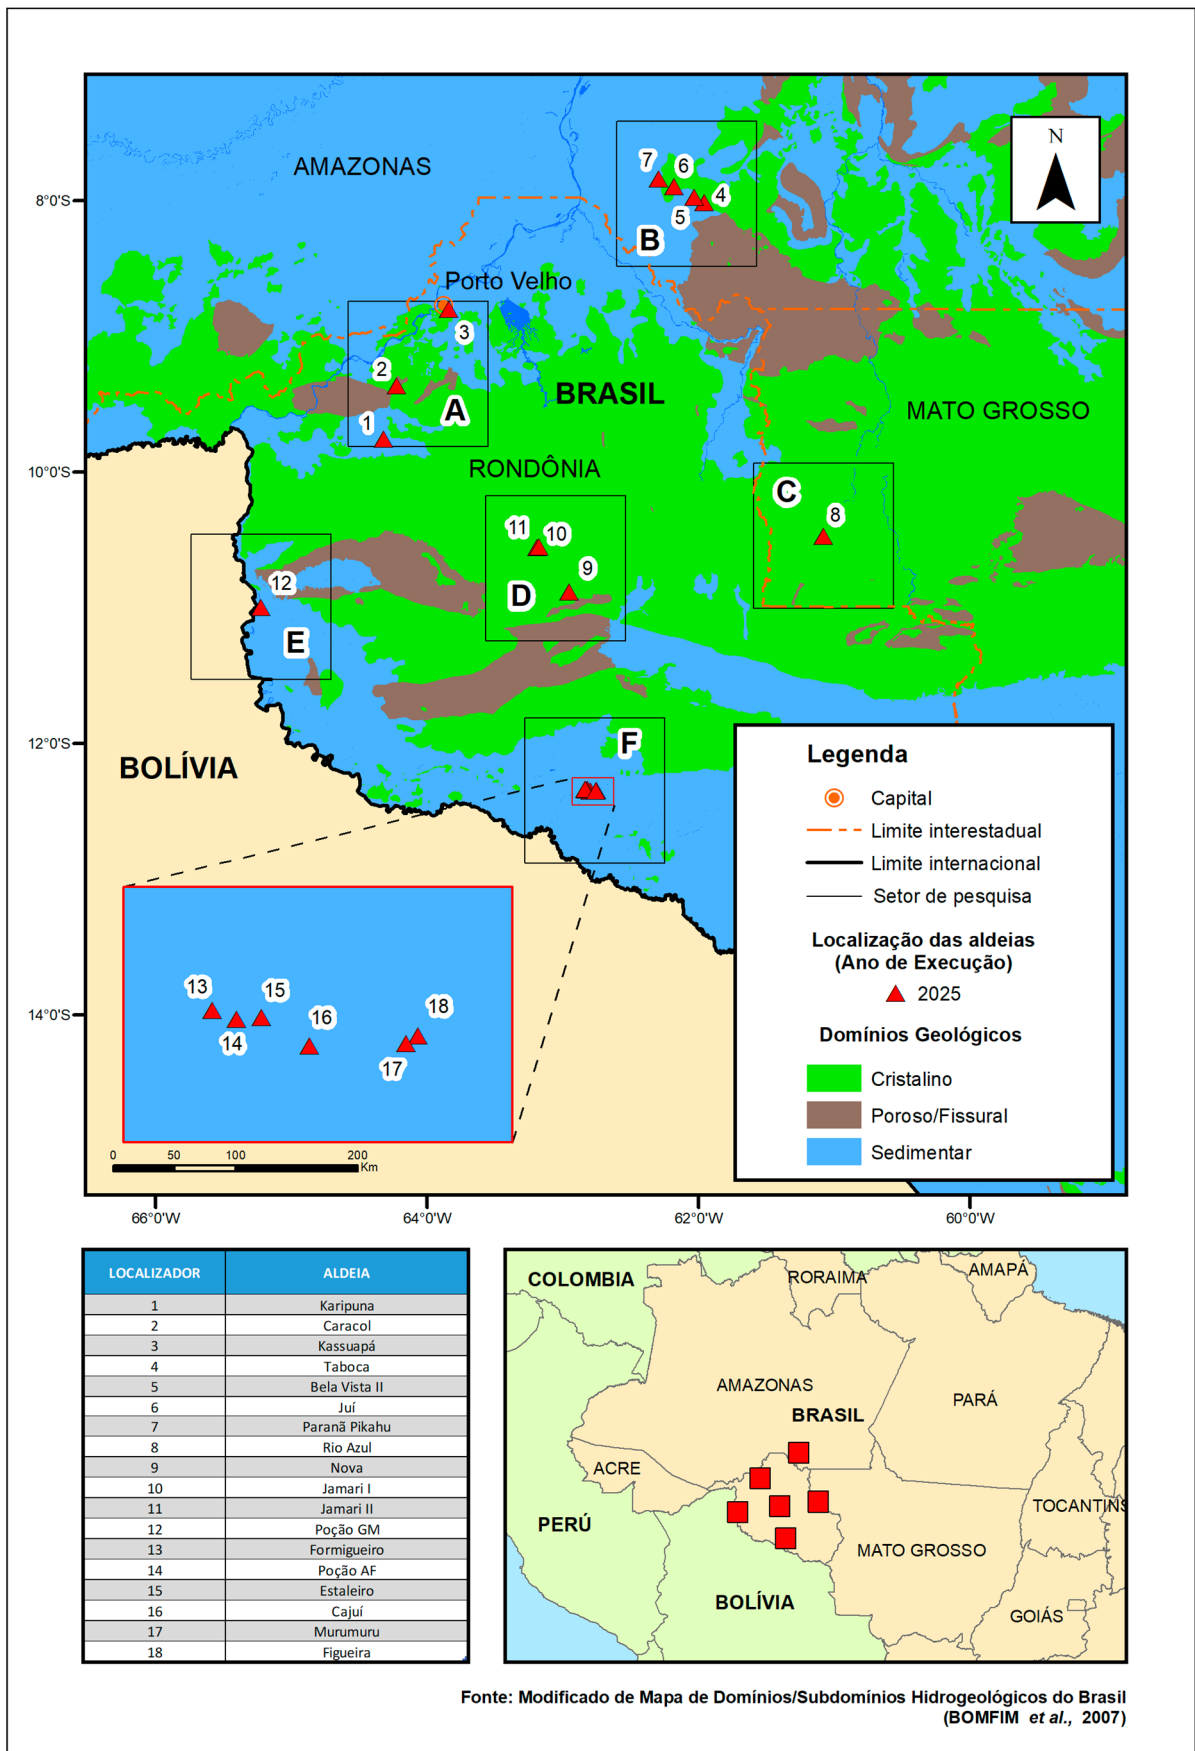 N
AMAZONAS
8°0'S
7
6
4
5
B
Porto Velho
3
2
BRASIL
A
1
MATO GROSSO
10°0'S
RONDÔNIA
C
8
11
10
9
D
12
E
12°0'S
F
BOLÍVIA
13
15
14
16
18
17
14°0'S
0 50 100 200
Km
66°0'W 64°0'W 62°0'W 60°0'W
Legenda
Capital
Limite interestadual
Limite internacional
Setor de pesquisa
Localização das aldeias
(Ano de Execução)
2025
Domínios Geológicos
Cristalino
Poroso/Fissural
Sedimentar
LOCALIZADOR ALDEIA
1 Karipuna
2 Caracol
3 Kassuapá
4 Taboca
5 Bela Vista II
6 Juí
7 Paranã Pikahu
8 Rio Azul
9 Nova
10 Jamari I
11 Jamari II
12 Poção GM
13 Formigueiro
14 Poção AF
15 Estaleiro
16 Cajuí
17 Murumuru
18 Figueira
COLOMBIA
RORAIMA
AMAPÁ
AMAZONAS
PARÁ
BRASIL
ACRE
TOCANTINS
PERÚ
MATO GROSSO
BOLÍVIA
GOIÁS
Fonte: Modificado de Mapa de Domínios/Subdomínios Hidrogeológicos do Brasil
(BOMFIM et al., 2007)